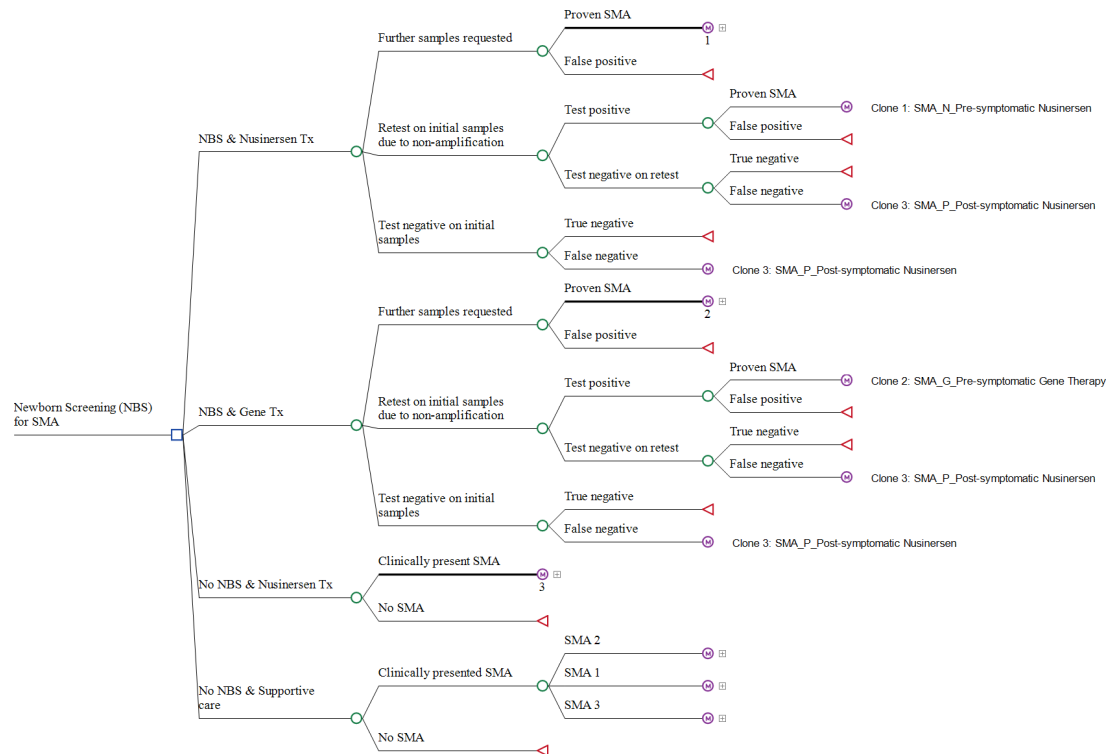 Proven SMA
Further samples requested
1
False positive
Proven SMA
Clone 1: SMA_N_Pre-symptomatic Nusinersen
Test positive
False positive
Retest on initial samples
due to non-amplification
NBS & Nusinersen Tx
True negative
Test negative on retest
False negative
Clone 3: SMA_P_Post-symptomatic Nusinersen
True negative
Test negative on initial
samples
False negative
Clone 3: SMA_P_Post-symptomatic Nusinersen
Proven SMA
Further samples requested
2
False positive
Proven SMA
Clone 2: SMA_G_Pre-symptomatic Gene Therapy
Test positive
False positive
Retest on initial samples
due to non-amplification
Newborn Screening (NBS)
for SMA
NBS & Gene Tx
True negative
Test negative on retest
False negative
Clone 3: SMA_P_Post-symptomatic Nusinersen
True negative
Test negative on initial
samples
False negative
Clone 3: SMA_P_Post-symptomatic Nusinersen
Clinically present SMA
No NBS & Nusinersen Tx
3
No SMA
SMA 2
Clinically presented SMA
SMA 1
No NBS & Supportive
care
SMA 3
No SMA